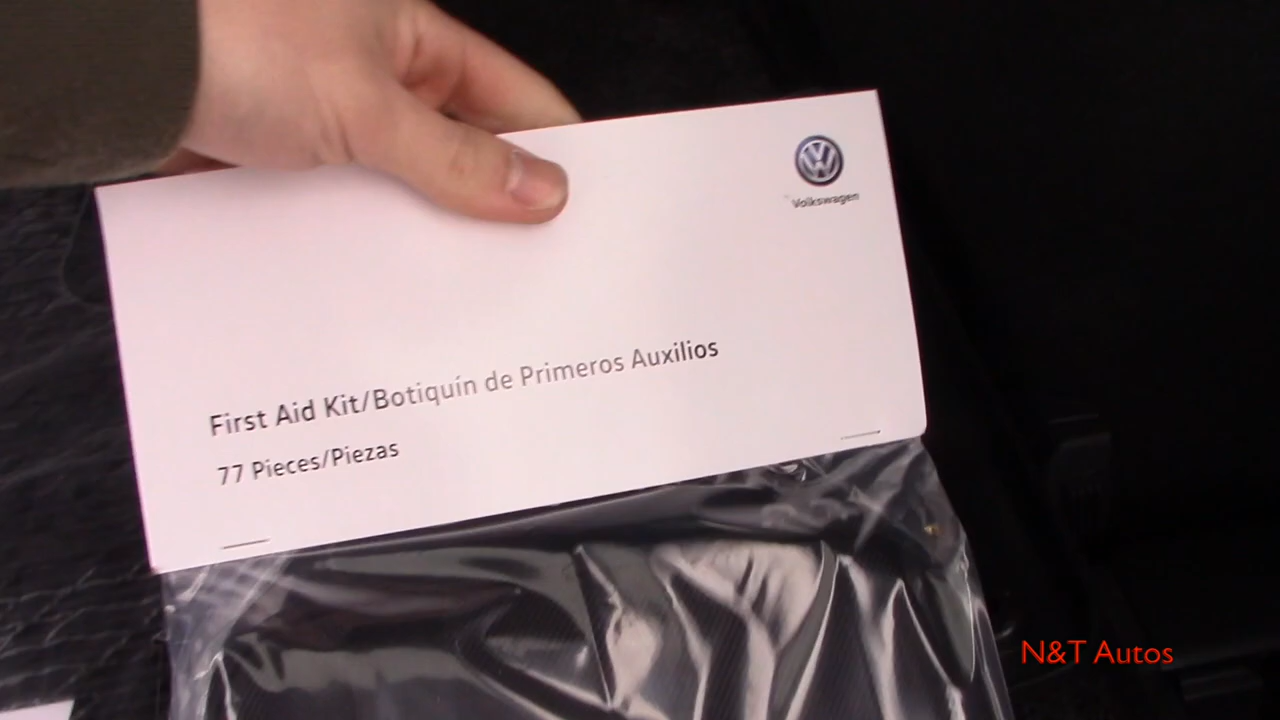 Volkswagen
First Aid Kit/Botiquín de Primeros Auxilios
77 Pieces/Piezas
N&T Autos